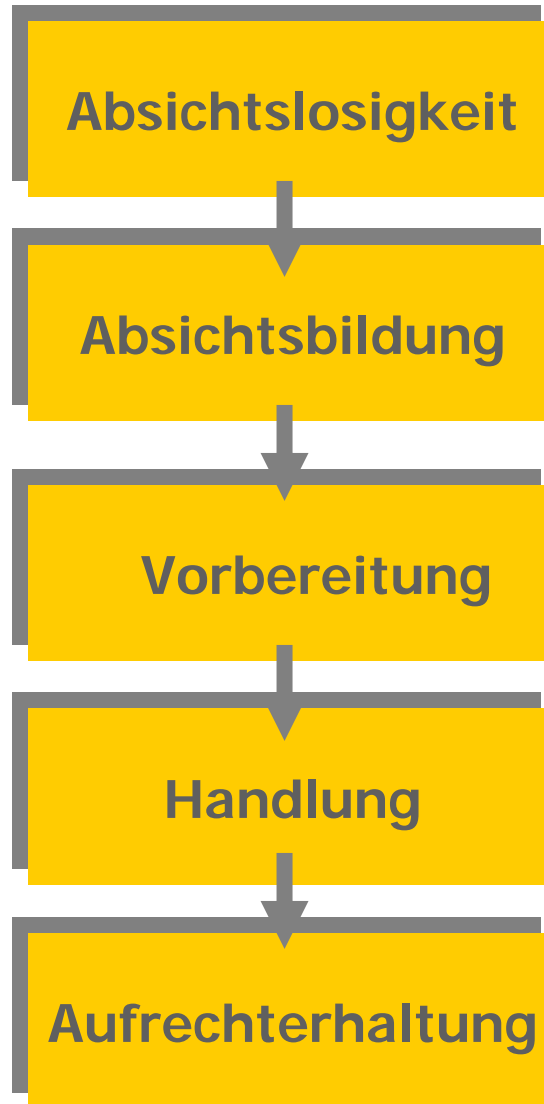 Absichtslosigkeit
Absichtsbildung
Vorbereitung
Handlung
Aufrechterhaltung